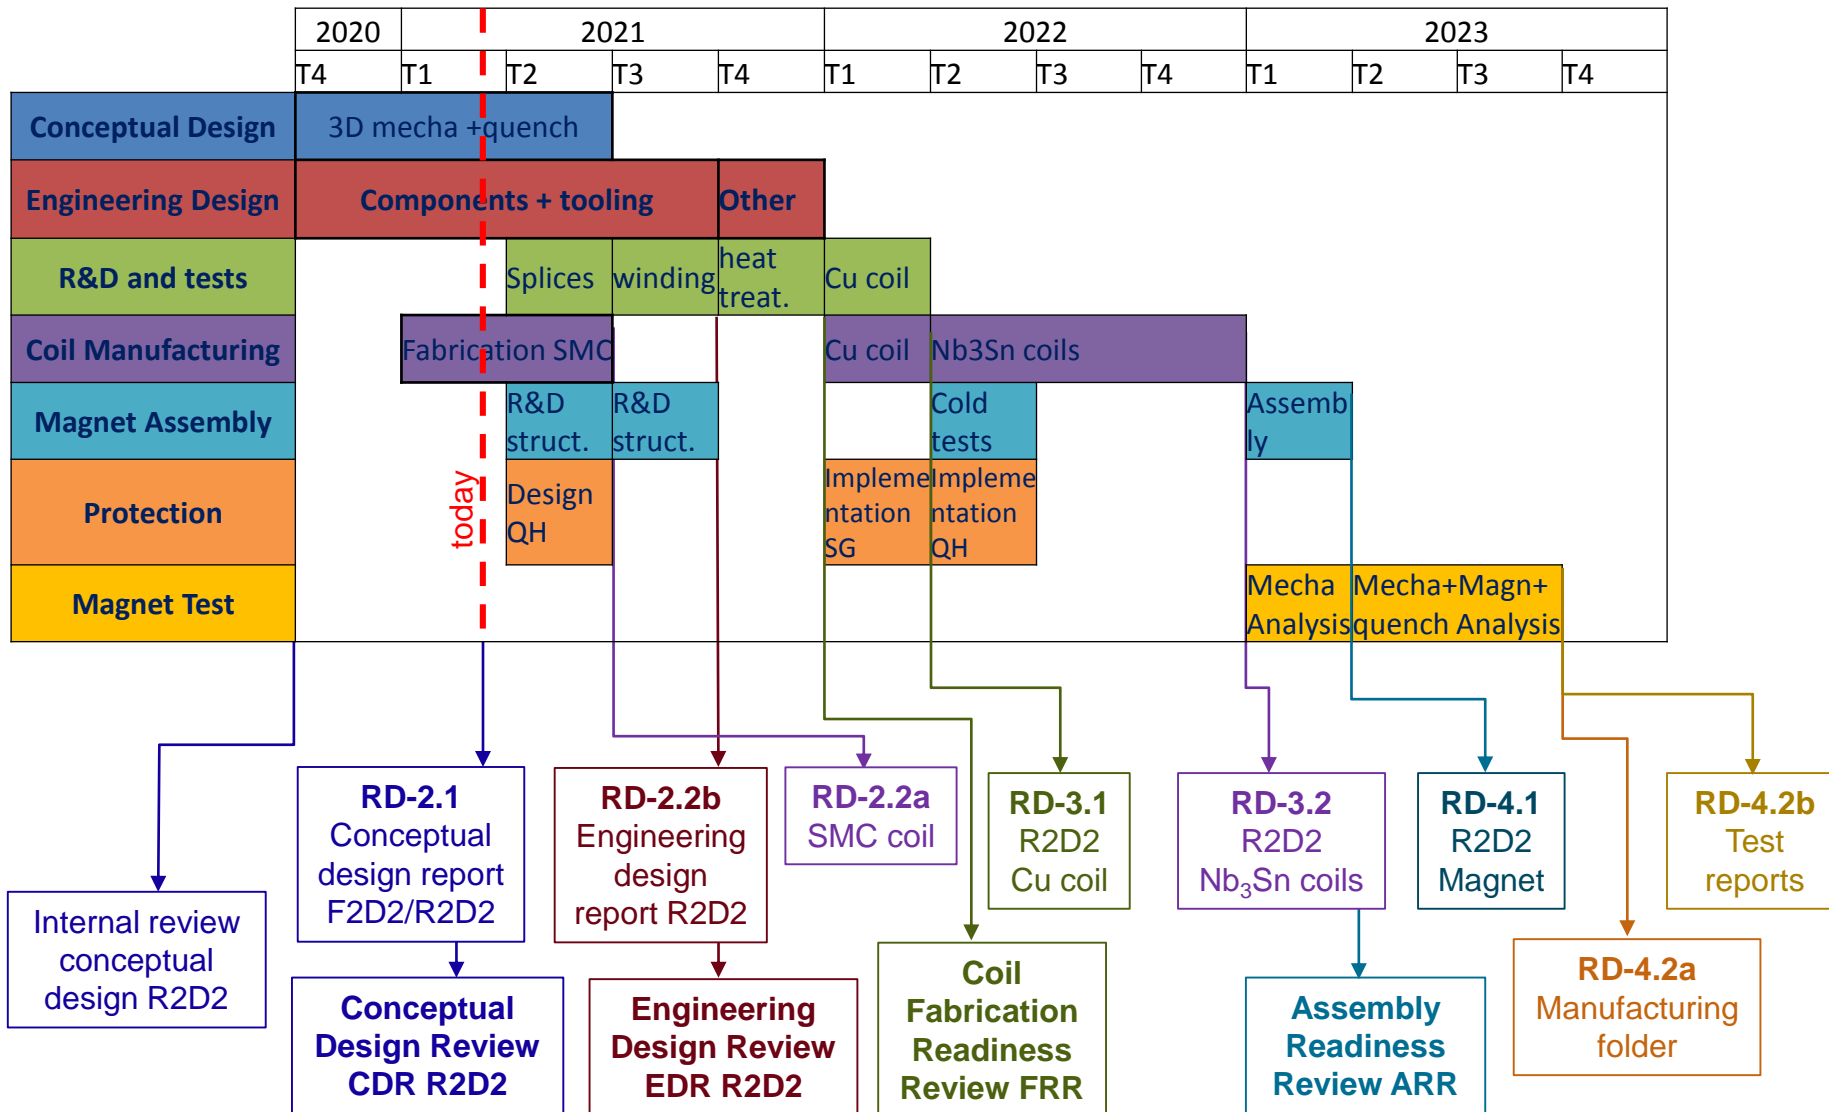 2020 2021 2022 2023
T4 T1 T2 T3 T4 T1 T2 T3 T4 T1 T2 T3 T4
Conceptual Design 3D mecha +quench
Engineering Design Components + tooling Other
R&D and tests Splices winding heat
treat. Cu coil
Coil Manufacturing Fabrication SMC Cu coil Nb3Sn coils
Magnet Assembly R&D
struct. R&D
struct. Cold
tests Assemb
ly
Protection Design
QH Impleme
ntation
SG Impleme
ntation
QH
today
Magnet Test Mecha
Analysis Mecha+Magn+
quench Analysis
Internal review
conceptual
design R2D2
RD-2.1
Conceptual
design report
F2D2/R2D2
Conceptual
Design Review
CDR R2D2
RD-2.2b
Engineering
design
report R2D2
Engineering
Design Review
EDR R2D2
RD-2.2a
SMC coil
Coil
Fabrication
Readiness
Review FRR
RD-3.1
R2D2
Cu coil
RD-3.2
R2D2
Nb₃Sn coils
Assembly
Readiness
Review ARR
RD-4.1
R2D2
Magnet
RD-4.2a
Manufacturing
folder
RD-4.2b
Test
reports